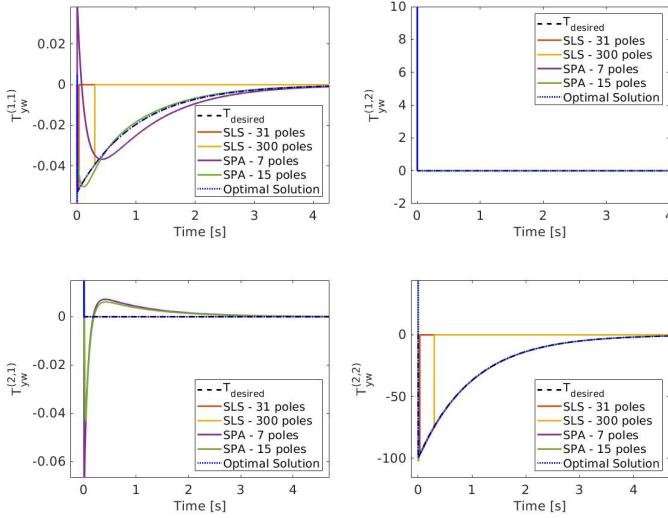 T_yw^(1,1)
0.02
0
-0.02
-0.04
T_desired
SLS - 31 poles
SLS - 300 poles
SPA - 7 poles
SPA - 15 poles
Optimal Solution
0 1 2 3 4
Time [s]
T_yw^(1,2)
10
8
6
4
2
0
-2
T_desired
SLS - 31 poles
SLS - 300 poles
SPA - 7 poles
SPA - 15 poles
Optimal Solution
0 1 2 3 4
Time [s]
T_yw^(2,1)
0
-0.02
-0.04
-0.06
T_desired
SLS - 31 poles
SLS - 300 poles
SPA - 7 poles
SPA - 15 poles
Optimal Solution
0 1 2 3 4
Time [s]
T_yw^(2,2)
0
-50
-100
T_desired
SLS - 31 poles
SLS - 300 poles
SPA - 7 poles
SPA - 15 poles
Optimal Solution
0 1 2 3 4
Time [s]